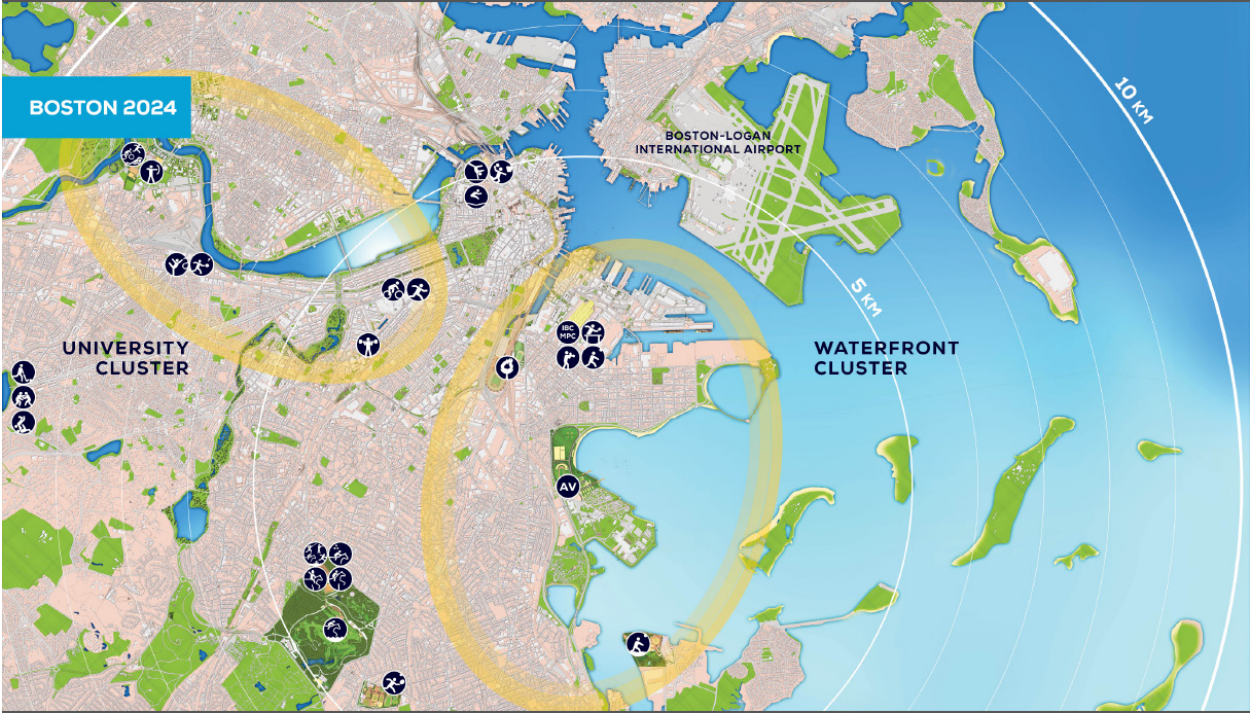 BOSTON 2024
BOSTON-LOGAN
INTERNATIONAL AIRPORT
10 KM
5 KM
IBC
MPC
UNIVERSITY
CLUSTER
WATERFRONT
CLUSTER
AV